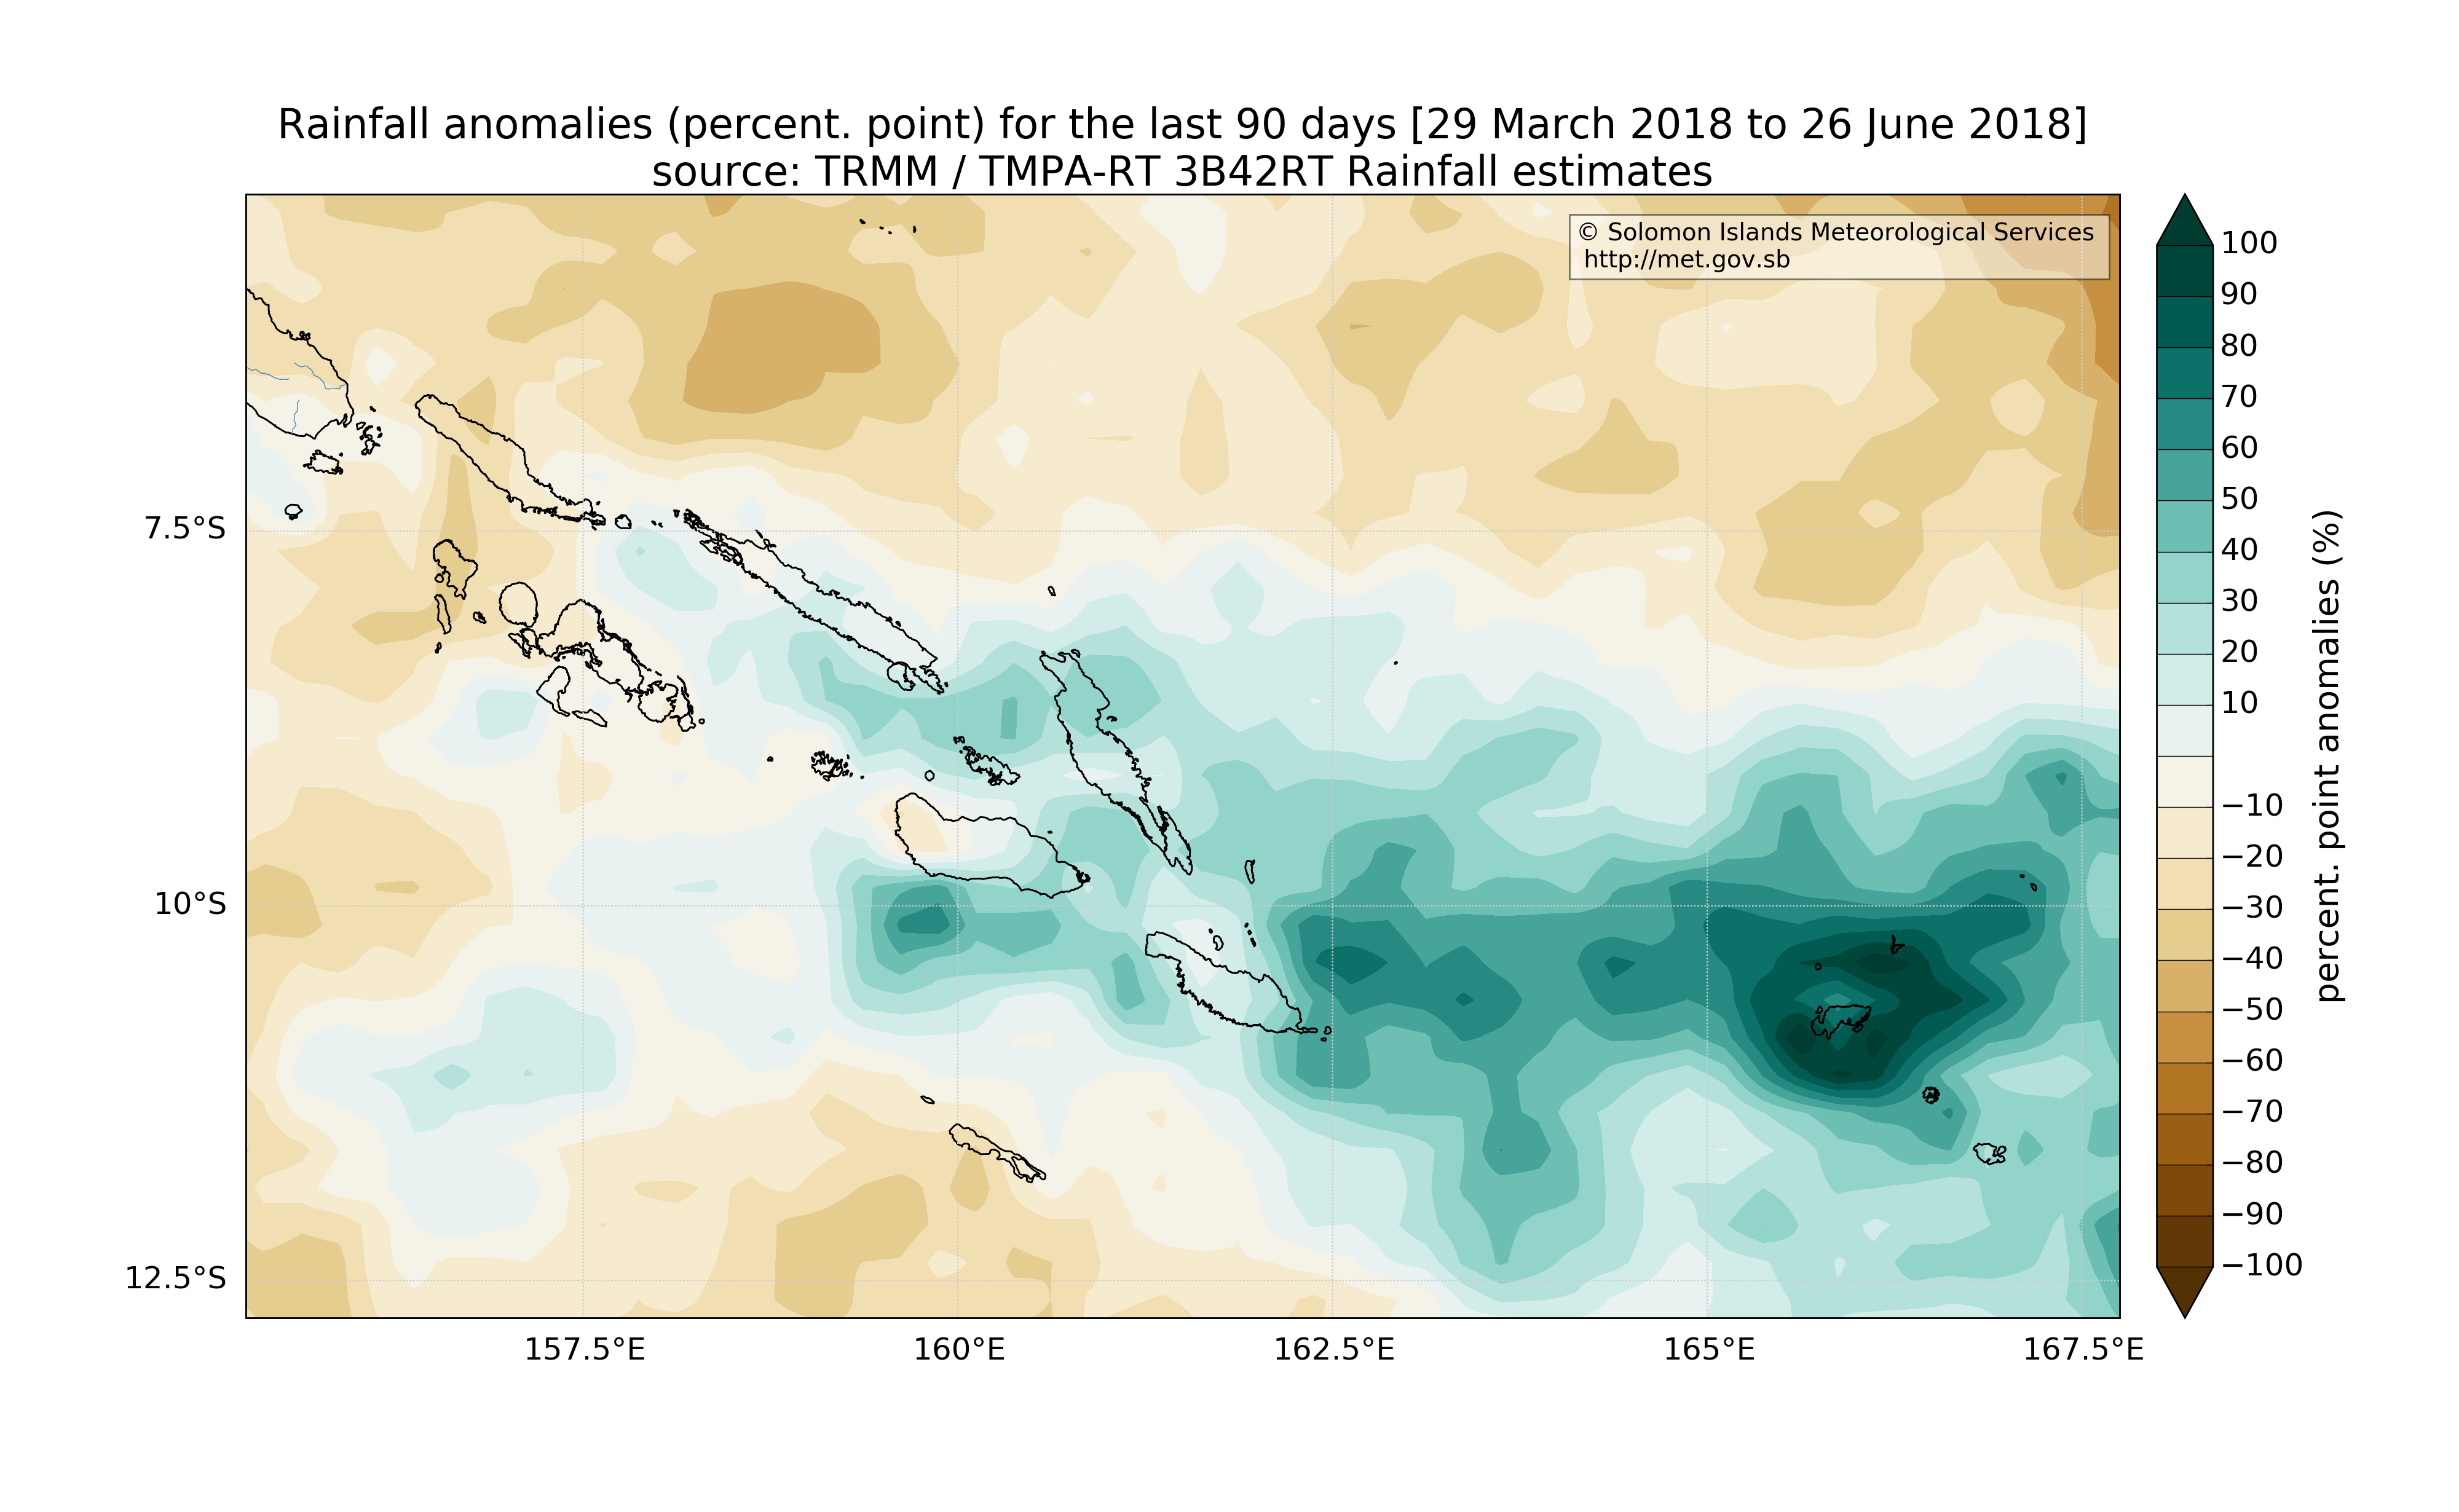 Rainfall anomalies (percent. point) for the last 90 days [29 March 2018 to 26 June 2018]
source: TRMM / TMPA-RT 3B42RT Rainfall estimates
© Solomon Islands Meteorological Services
http://met.gov.sb
7.5°S
10°S
12.5°S
157.5°E
160°E
162.5°E
165°E
167.5°E
100
90
80
70
60
50
40
30
20
10
−10
−20
−30
−40
−50
−60
−70
−80
−90
−100
percent. point anomalies (%)